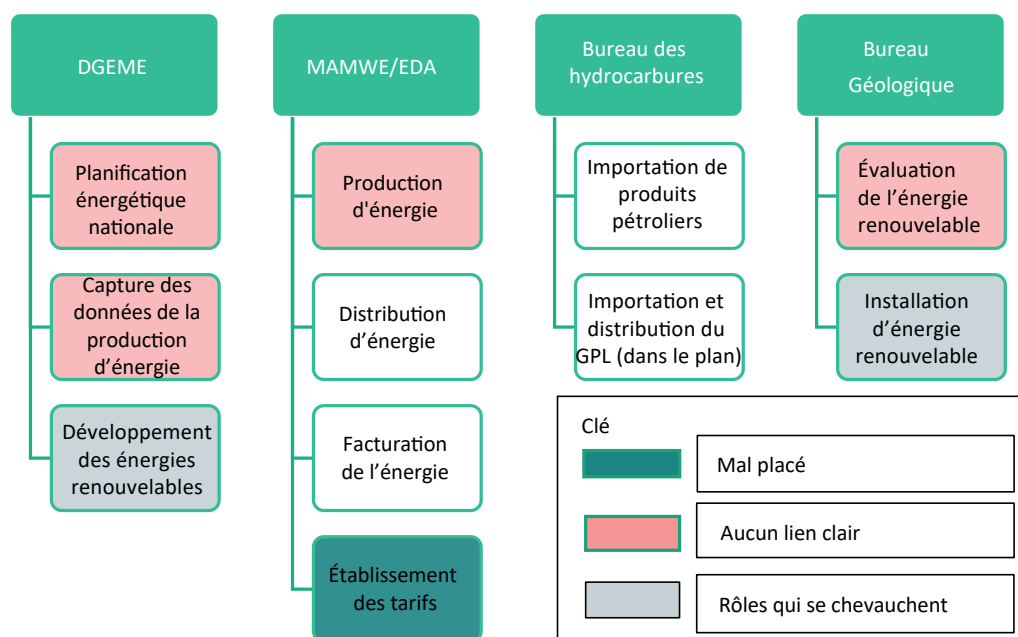 DGEME
Planification
énergétique
nationale
Capture des
données de la
production
d’énergie
Développement
des énergies
renouvelables
MAMWE/EDA
Production
d'énergie
Distribution
d’énergie
Facturation
de l’énergie
Établissement
des tarifs
Bureau des
hydrocarbures
Importation de
produits
pétroliers
Importation et
distribution du
GPL (dans le plan)
Bureau
Géologique
Évaluation
de l’énergie
renouvelable
Installation
d’énergie
renouvelable
Clé
Mal placé
Aucun lien clair
Rôles qui se chevauchent